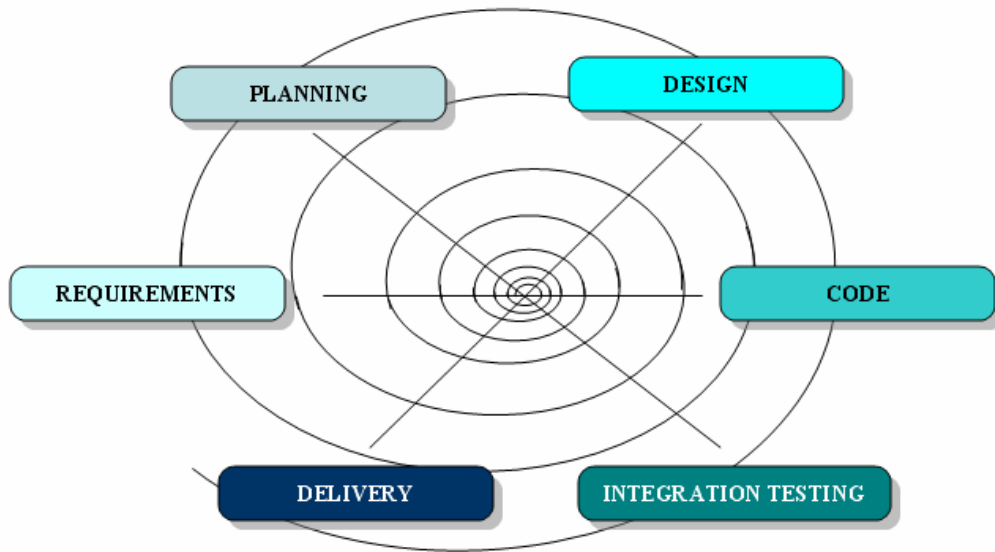 PLANNING
DESIGN
REQUIREMENTS
CODE
DELIVERY
INTEGRATION TESTING